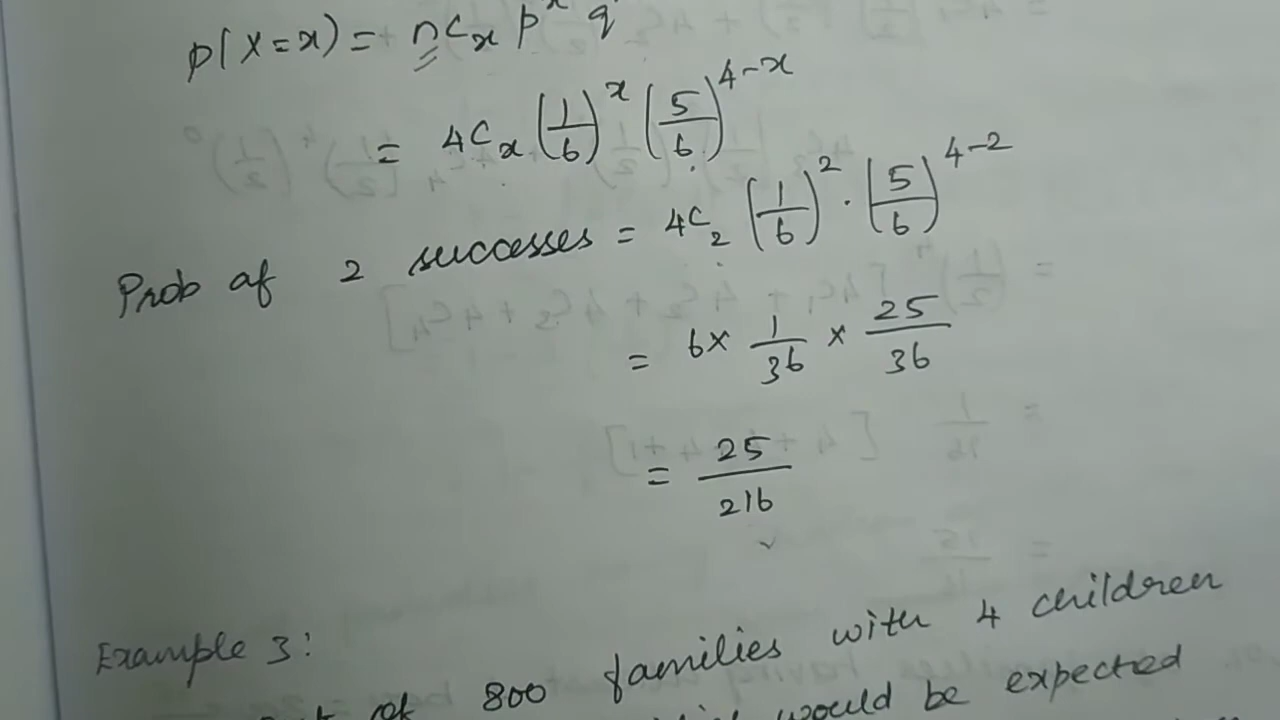 p(X=x) = nCx p^x q
= 4Cx (1/6)^x (5/6)^4-x
Prob af 2 successes = 4C2 (1/6)^2 . (5/6)^4-2
= 6 x 1/36 x 25/36
= 25/216
Example 3:
of 800 families with 4 children
would be expected